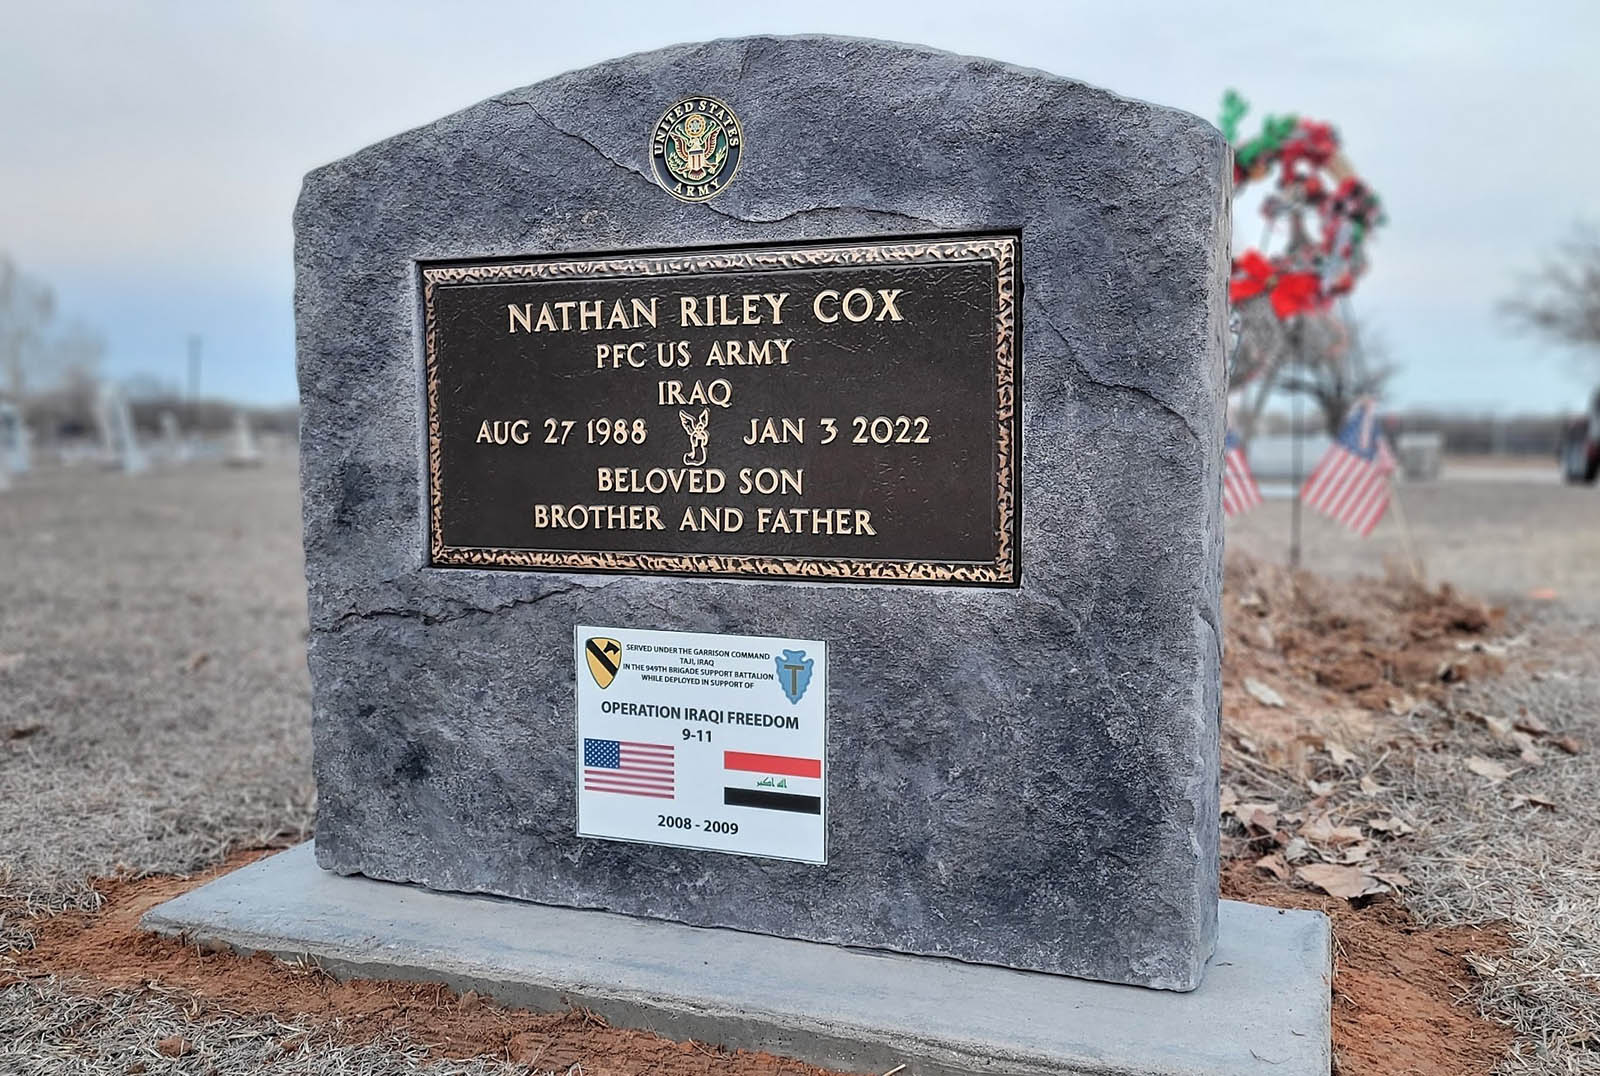 UNITED STATES
ARMY
NATHAN RILEY COX
PFC US ARMY
IRAQ
AUG 27 1988 JAN 3 2022
BELOVED SON
BROTHER AND FATHER
SERVED UNDER THE GARRISON COMMAND
TAJI, IRAQ
IN THE 949TH BRIGADE SUPPORT BATTALION
WHILE DEPLOYED IN SUPPORT OF
T
OPERATION IRAQI FREEDOM
9-11
الله اكبر
2008 - 2009